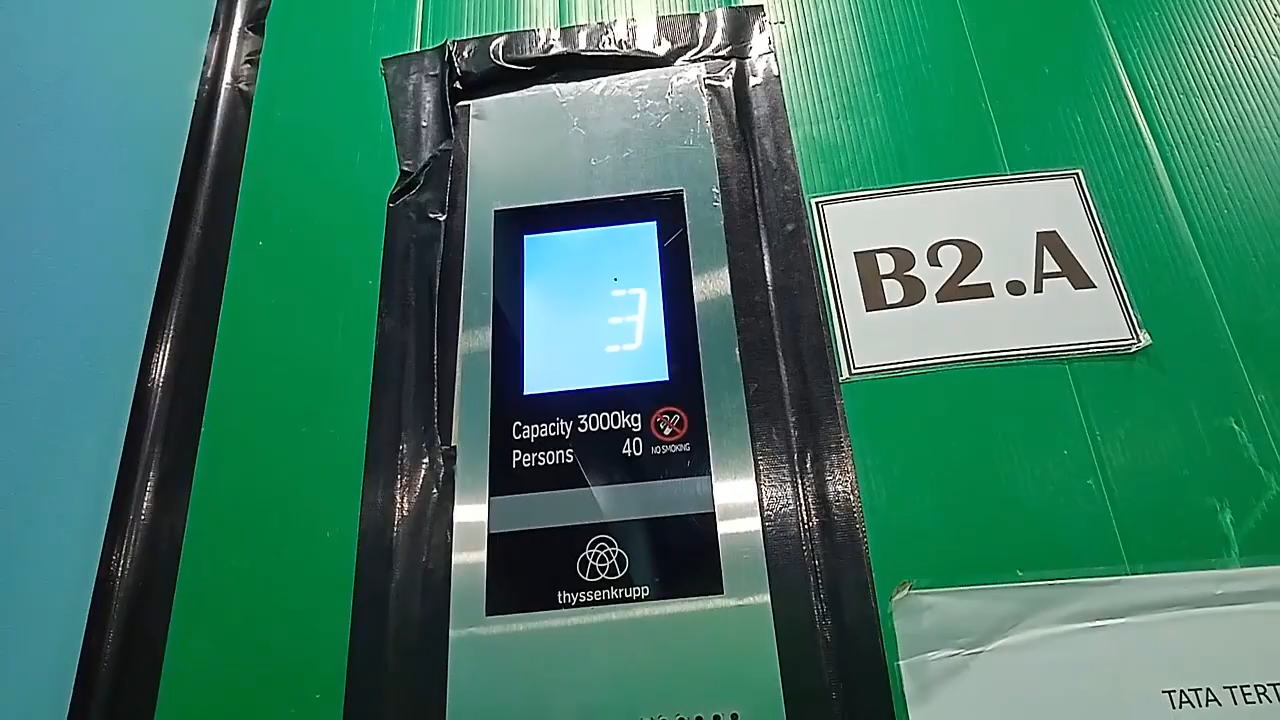 3
Capacity 3000kg
Persons 40
NO SMOKING
thyssenkrupp
B2.A
TATA TERT